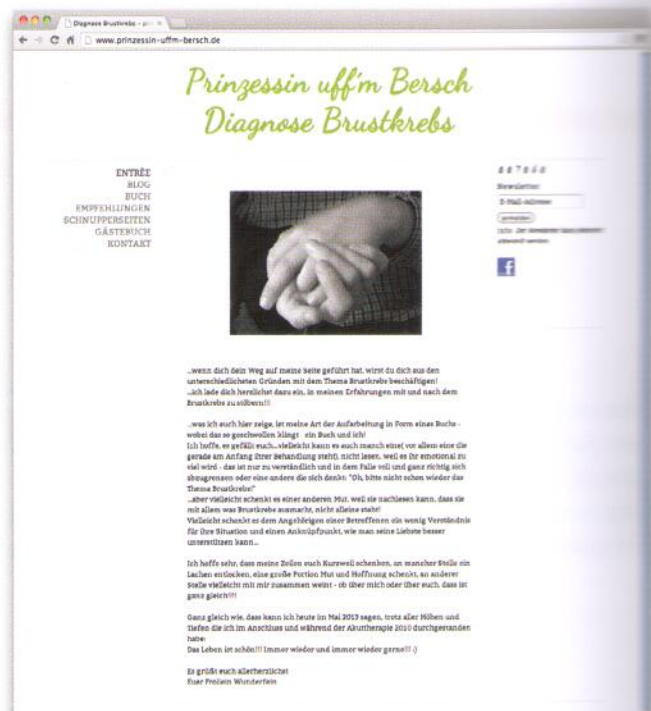 Diagnose Brustkrebs - pri
www.prinzessin-uffm-bersch.de
Prinzessin uff'm Bersch
Diagnose Brustkrebs
ENTRÈE
BLOG
BUCH
EMPFEHLUNGEN
SCHNUPPERSEITEN
GÄSTEBUCH
KONTAKT
Newsletter:
E-Mail-Adresse
anmelden
f
...wenn dich dein Weg auf meine Seite geführt hat, wirst du dich aus den
unterschiedlichsten Gründen mit dem Thema Brustkrebs beschäftigen!
...ich lade dich herzlichst dazu ein, in meinen Erfahrungen mit und nach dem
Brustkrebs zu stöbern!!!
...was ich euch hier zeige, ist meine Art der Aufarbeitung in Form eines Buchs -
wobei das so geschwollen klingt - ein Buch und ich!
Ich hoffe, es gefällt euch...vielleicht kann es auch manch eine( vor allem eine die
gerade am Anfang ihrer Behandlung steht), nicht lesen, weil es ihr emotional zu
viel wird - das ist nur zu verständlich und in dem Falle voll und ganz richtig sich
abzugrenzen oder eine andere die sich denkt: "Oh, bitte nicht schon wieder das
Thema Brustkrebs!"
...aber vielleicht schenkt es einer anderen Mut, weil sie nachlesen kann, dass sie
mit allem was Brustkrebs ausmacht, nicht alleine steht!
Vielleicht schenkt es dem Angehörigen einer Betroffenen ein wenig Verständnis
für ihre Situation und einen Anknüpfpunkt, wie man seine Liebste besser
unterstützen kann...
Ich hoffe sehr, dass meine Zeilen euch Kurzweil schenken, an mancher Stelle ein
Lachen entlocken, eine große Portion Mut und Hoffnung schenkt, an anderer
Stelle vielleicht mit mir zusammen weint - ob über mich oder über euch, dass ist
ganz gleich!!!
Ganz gleich wie, dass kann ich heute im Mai 2013 sagen, trotz aller Höhen und
Tiefen die ich im Anschluss und während der Akuttherapie 2010 durchgestanden
habe:
Das Leben ist schön!!! Immer wieder und immer wieder gerne!!! :)
Es grüßt euch allerherzlichst
Euer Frollein Wunderfein